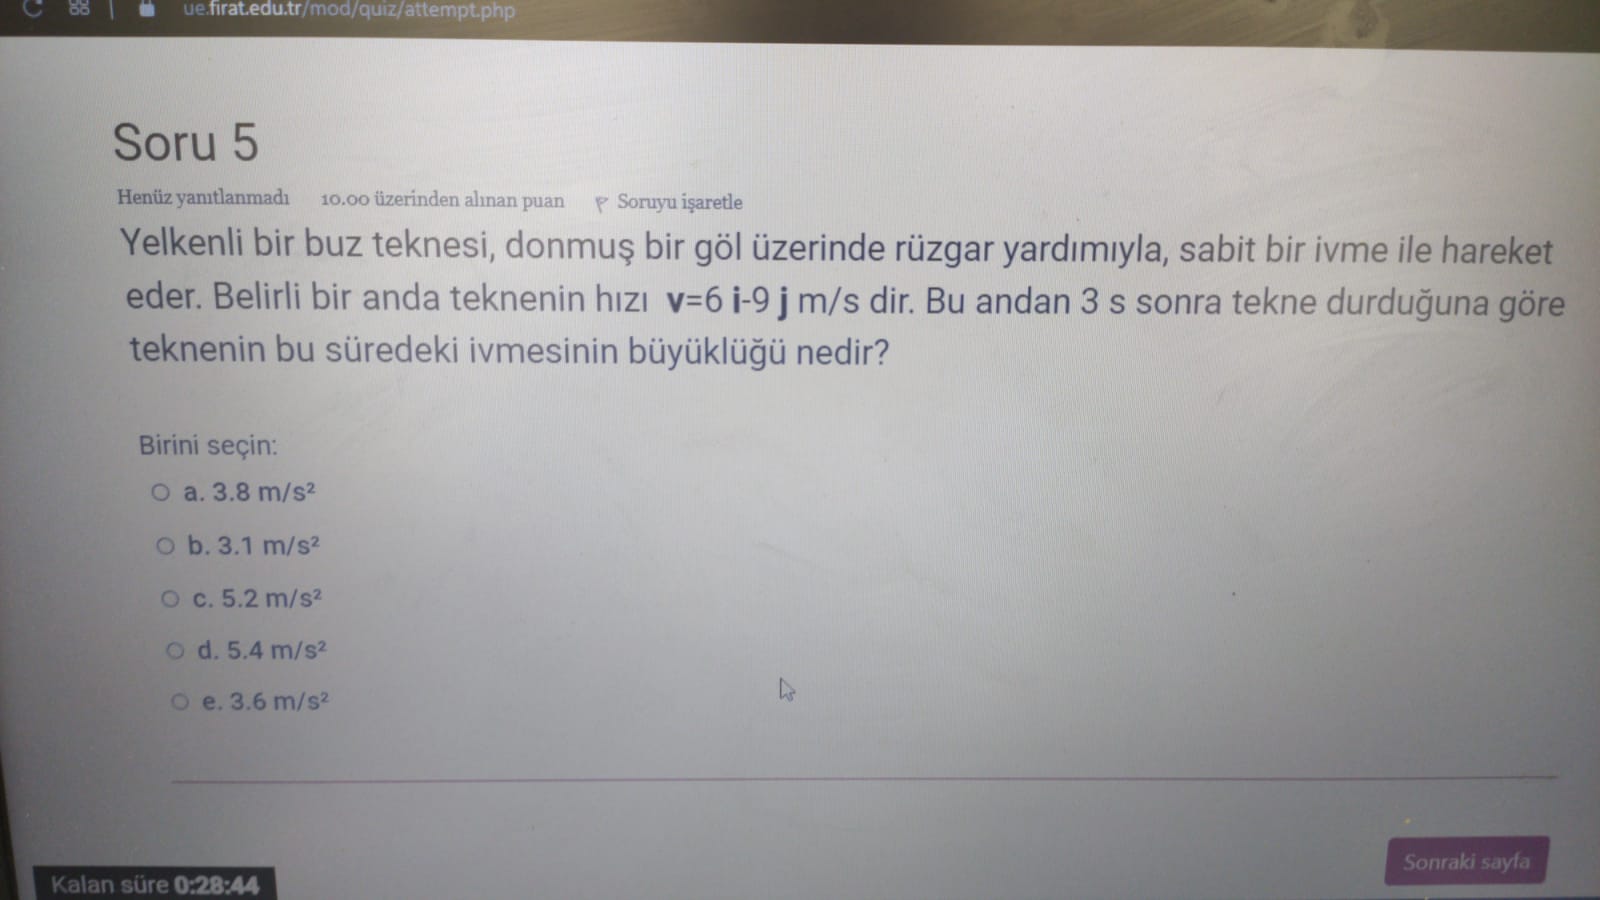 ue.firat.edu.tr/mod/quiz/attempt.php
Soru 5
Henüz yanıtlanmadı 10.00 üzerinden alınan puan Soruyu işaretle
Yelkenli bir buz teknesi, donmuş bir göl üzerinde rüzgar yardımıyla, sabit bir ivme ile hareket
eder. Belirli bir anda teknenin hızı v=6 i-9 j m/s dir. Bu andan 3 s sonra tekne durduğuna göre
teknenin bu süredeki ivmesinin büyüklüğü nedir?
Birini seçin:
a. 3.8 m/s²
b. 3.1 m/s²
c. 5.2 m/s²
d. 5.4 m/s²
e. 3.6 m/s²
Sonraki sayfa
Kalan süre 0:28:44